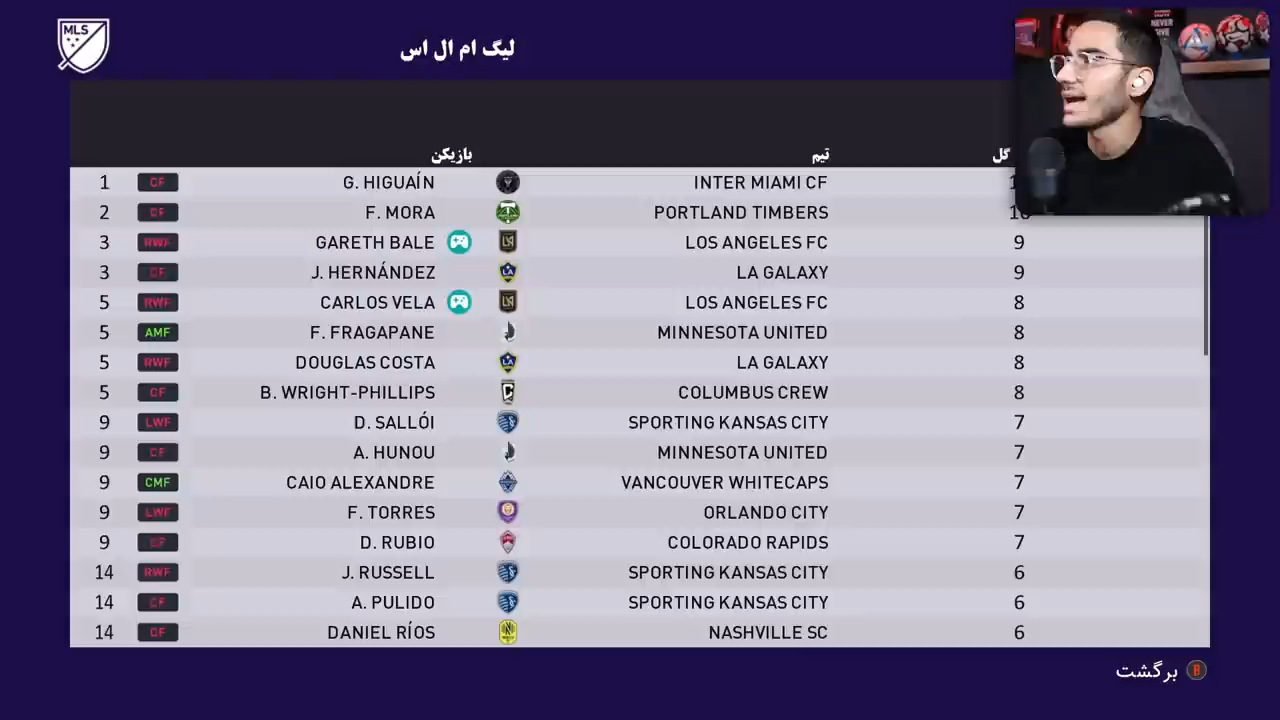 MLS
لیگ ام ال اس
NEVER GIVE
بازیکن تیم گل
1 CF G. HIGUAÍN INTER MIAMI CF
2 CF F. MORA PORTLAND TIMBERS 10
3 RWF GARETH BALE LOS ANGELES FC 9
3 CF J. HERNÁNDEZ LA GALAXY 9
5 RWF CARLOS VELA LOS ANGELES FC 8
5 AMF F. FRAGAPANE MINNESOTA UNITED 8
5 RWF DOUGLAS COSTA LA GALAXY 8
5 CF B. WRIGHT-PHILLIPS COLUMBUS CREW 8
9 LWF D. SALLÓI SPORTING KANSAS CITY 7
9 CF A. HUNOU MINNESOTA UNITED 7
9 CMF CAIO ALEXANDRE VANCOUVER WHITECAPS 7
9 LWF F. TORRES ORLANDO CITY 7
9 CF D. RUBIO COLORADO RAPIDS 7
14 RWF J. RUSSELL SPORTING KANSAS CITY 6
14 CF A. PULIDO SPORTING KANSAS CITY 6
14 CF DANIEL RÍOS NASHVILLE SC 6
برگشت B